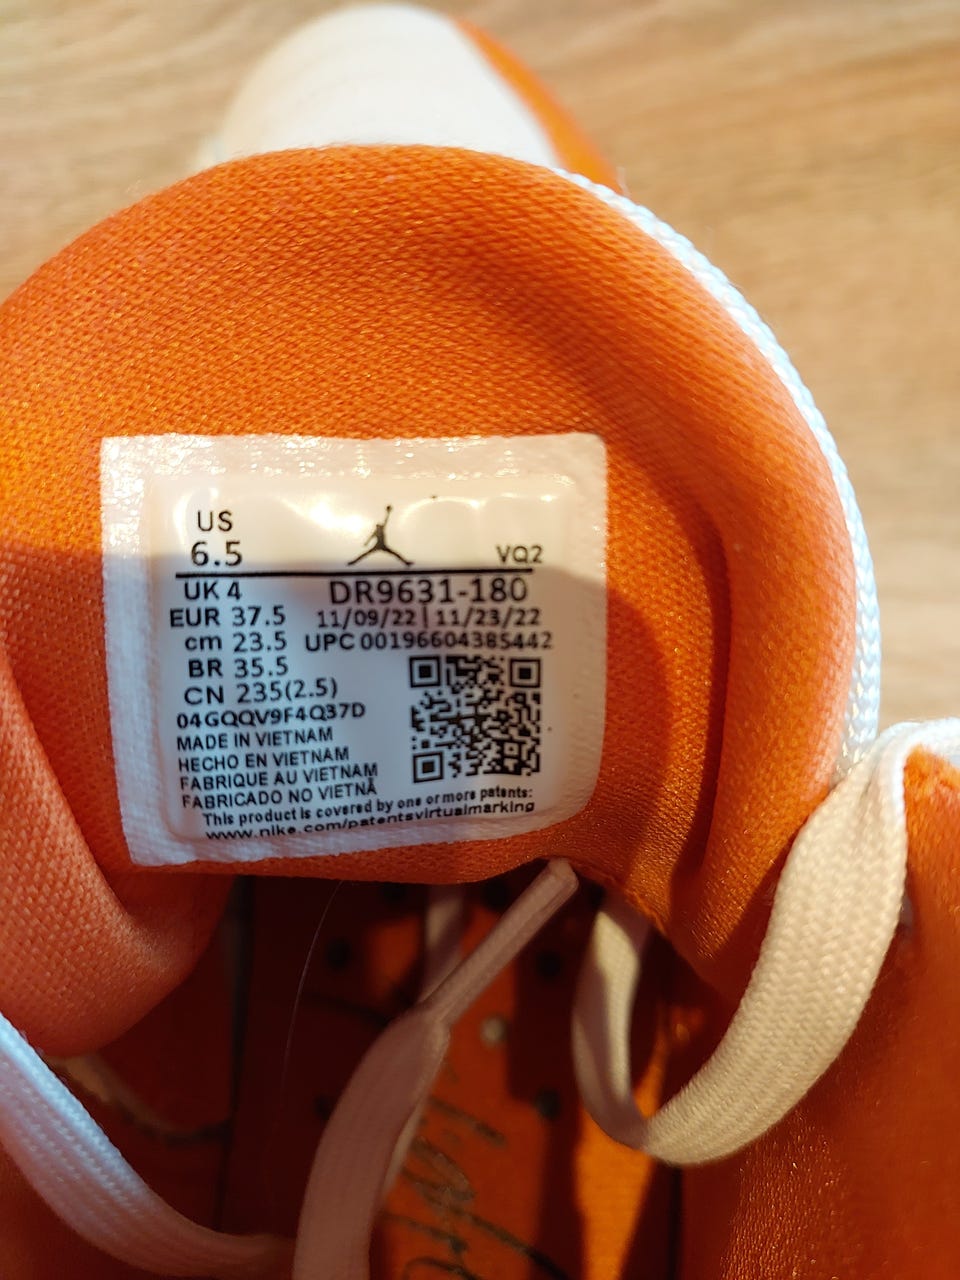 US
6.5
VQ2
UK 4
DR9631-180
EUR 37.5
11/09/22 | 11/23/22
cm 23.5
UPC 00196604385442
BR 35.5
CN 235(2.5)
04GQQV9F4Q37D
MADE IN VIETNAM
HECHO EN VIETNAM
FABRIQUE AU VIETNAM
FABRICADO NO VIETNÃ
This product is covered by one or more patents:
www.nike.com/patentsvirtualmarking